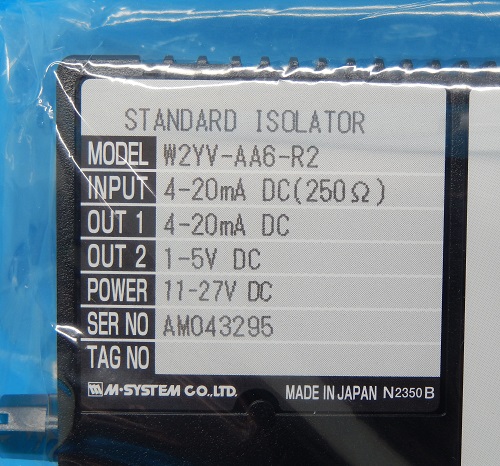 STANDARD ISOLATOR
MODEL W2YV-AA6-R2
INPUT 4-20mA DC(250Ω)
OUT 1 4-20mA DC
OUT 2 1-5V DC
POWER 11-27V DC
SER NO AM043295
TAG NO
M-SYSTEM CO.,LTD. MADE IN JAPAN N2350B